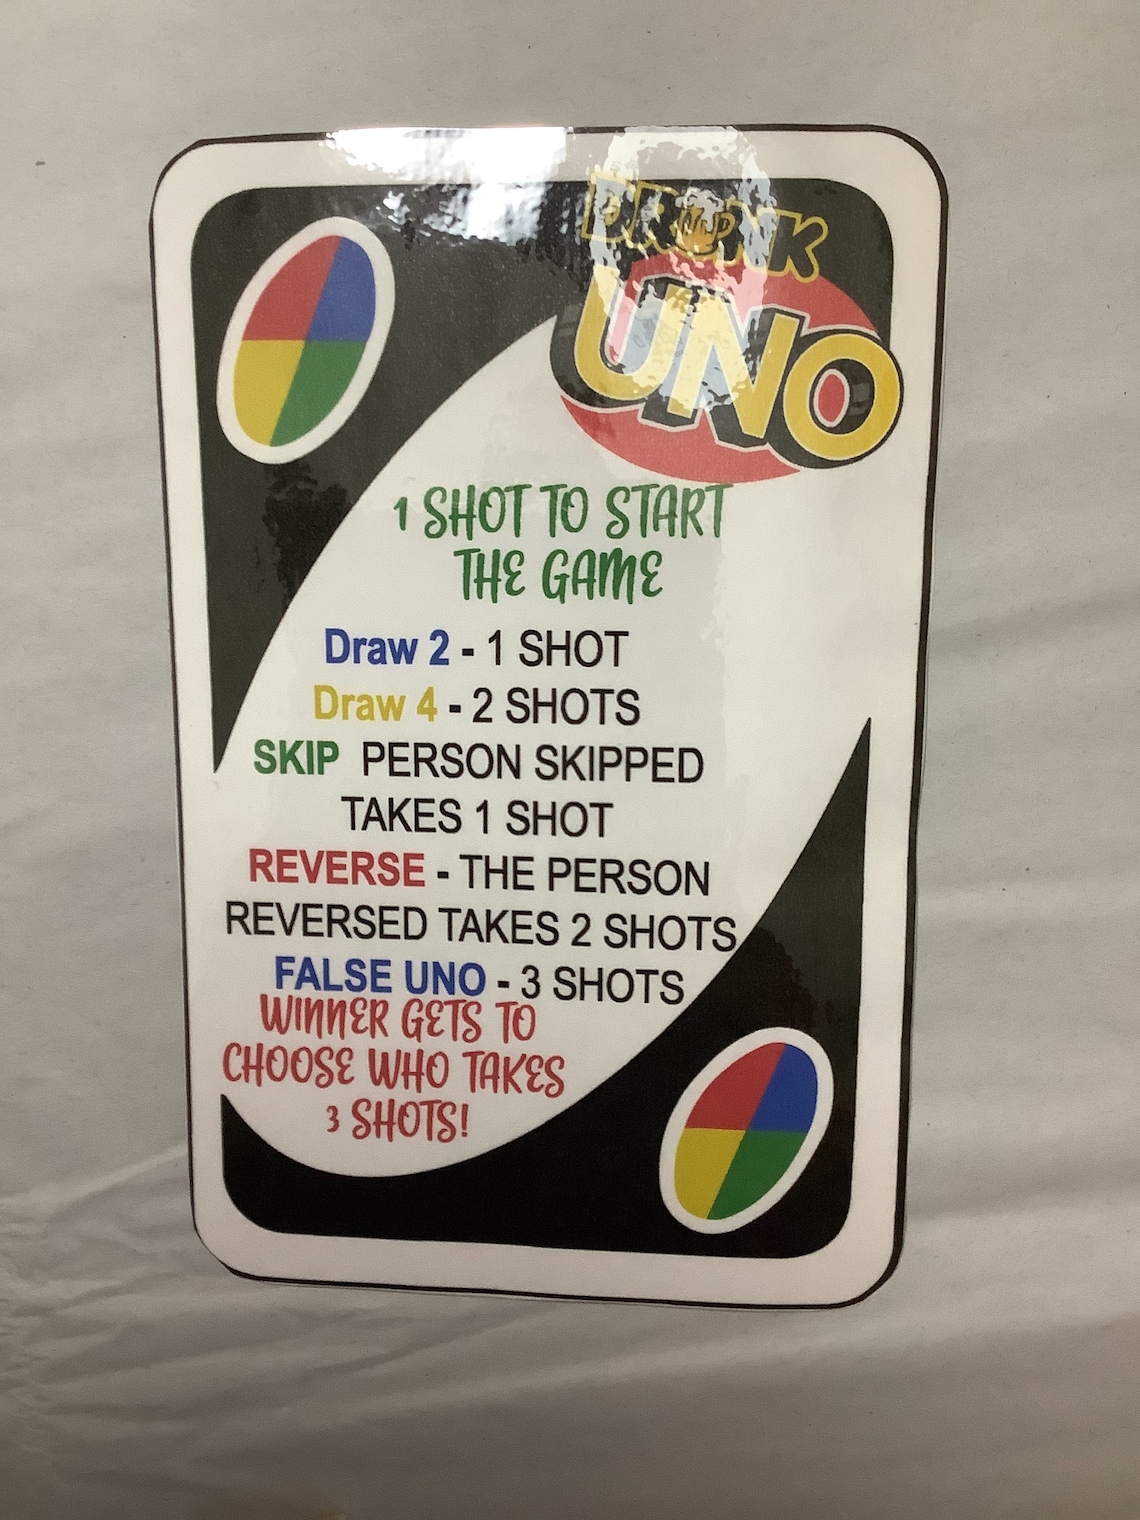 DRUNK
UNO
1 SHOT TO START
THE GAME
Draw 2 - 1 SHOT
Draw 4 - 2 SHOTS
SKIP PERSON SKIPPED
TAKES 1 SHOT
REVERSE - THE PERSON
REVERSED TAKES 2 SHOTS
FALSE UNO - 3 SHOTS
WINNER GETS TO
CHOOSE WHO TAKES
3 SHOTS!